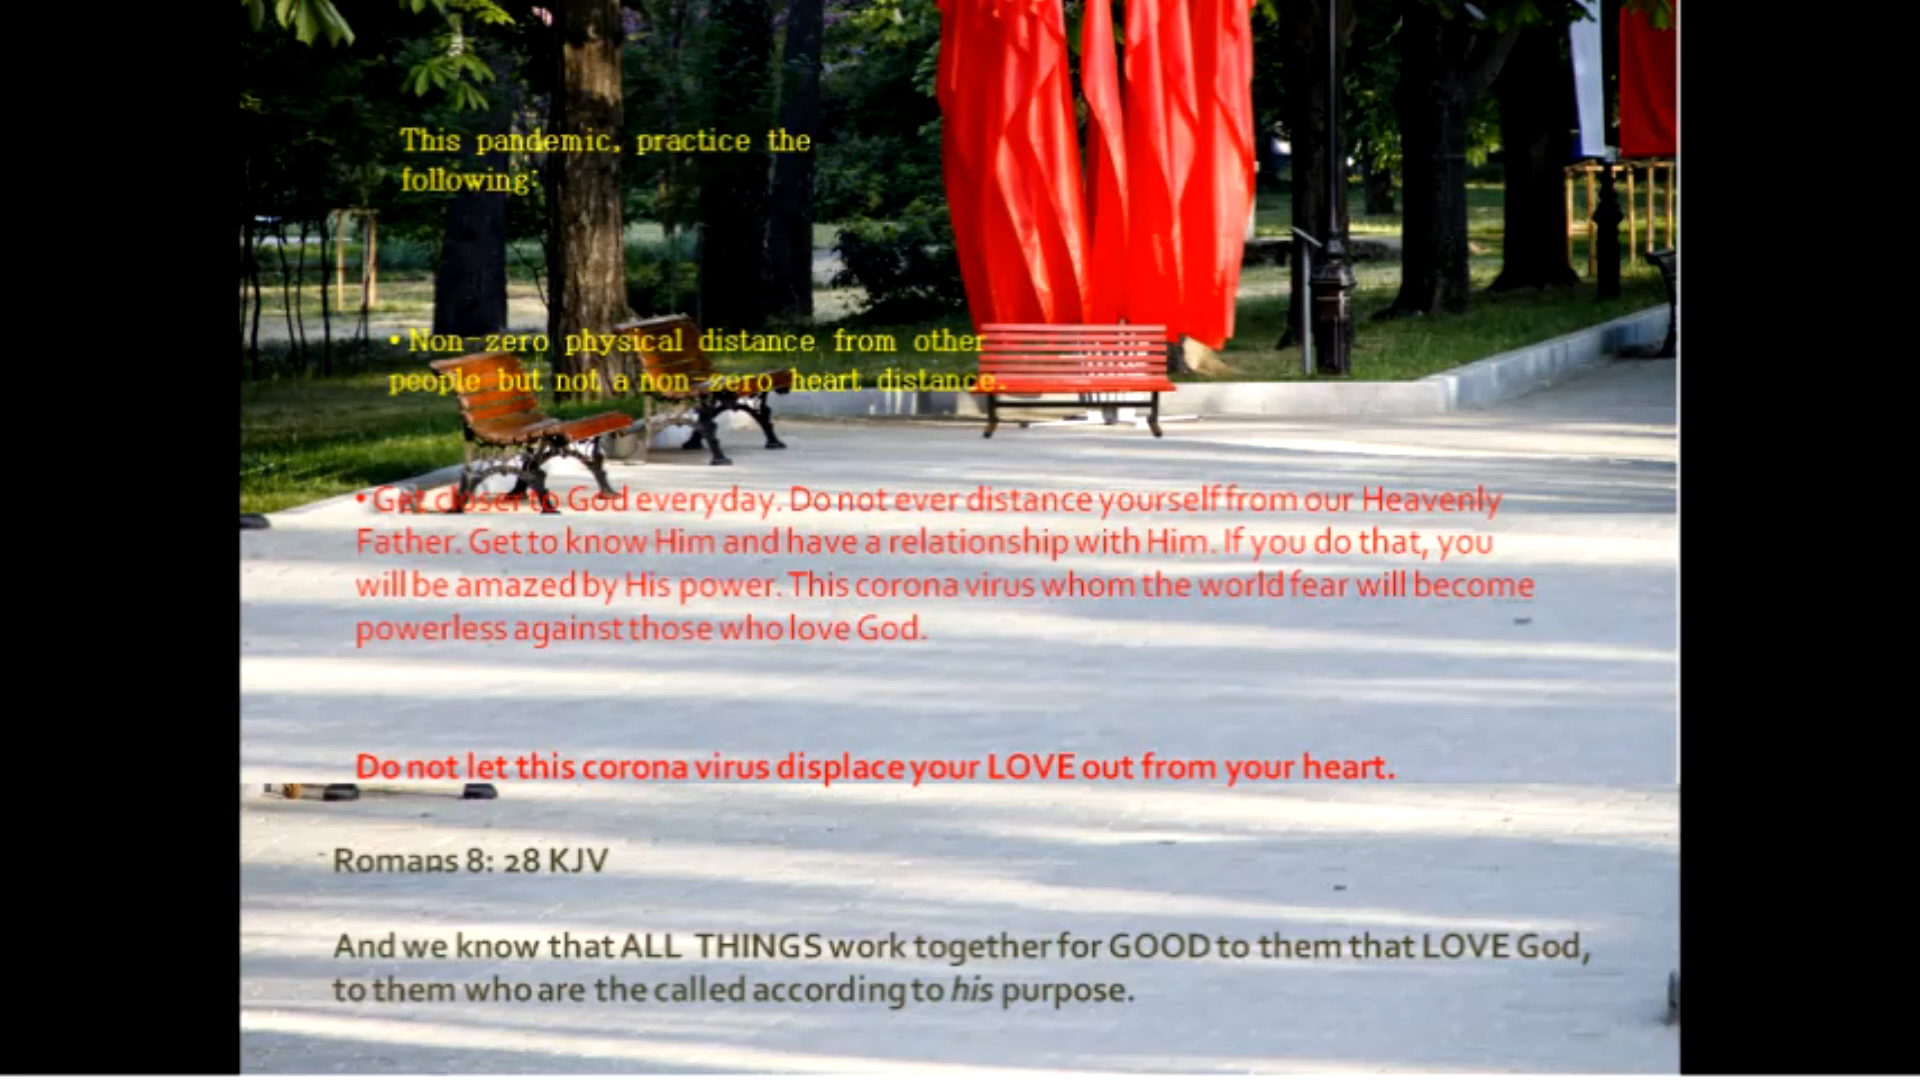 This pandemic, practice the
following:
• Non-zero physical distance from other
people but not a non-zero heart distance.
• Get closer to God everyday. Do not ever distance yourself from our Heavenly
Father. Get to know Him and have a relationship with Him. If you do that, you
will be amazed by His power. This corona virus whom the world fear will become
powerless against those who love God.
Do not let this corona virus displace your LOVE out from your heart.
Romans 8: 28 KJV
And we know that ALL THINGS work together for GOOD to them that LOVE God,
to them who are the called according to his purpose.